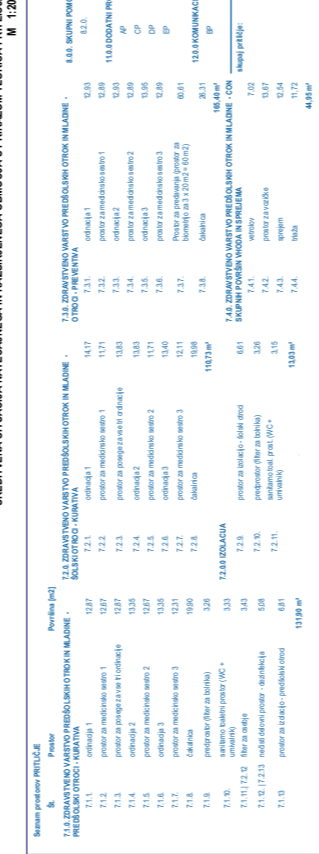 M 1:20
Seznam prostorov PRITLIČJE
Št.
Prostor
Površina [m2]
7.1.0. ZDRAVSTVENO VARSTVO PREDŠOLSKIH OTROK IN MLADINE -
PREDŠOLSKI OTROCI - KURATIVA
7.1.1. ordinacija 1 12,87
7.1.2. prostor za medicinsko sestro 1 12,67
7.1.3. prostor za posege za vse tri ordinacije 12,87
7.1.4. ordinacija 2 13,35
7.1.5. prostor za medicinsko sestro 2 12,67
7.1.6. ordinacija 3 13,35
7.1.7. prostor za medicinsko sestro 3 12,31
7.1.8. čakalnica 19,90
7.1.9. predprostor (filter za bolnika) 3,26
7.1.10. sanitarno toaletni prostor (WC + 3,33
umivalnik)
7.1.11. | 7.2.12 filter za osebje 3,43
7.1.12. | 7.2.13 nečisti delovni prostor - dezinfekcija 5,08
7.1.13 prostor za izolacijo - predšolski otroci 6,81
131,90 m²
7.2.0. ZDRAVSTVENO VARSTVO PREDŠOLSKIH OTROK IN MLADINE -
ŠOLSKI OTROCI - KURATIVA
7.2.1. ordinacija 1 14,17
7.2.2. prostor za medicinsko sestro 1 11,71
7.2.3. prostor za posege za vse tri ordinacije 13,83
7.2.4. ordinacija 2 13,83
7.2.5. prostor za medicinsko sestro 2 11,71
7.2.6. ordinacija 3 13,40
7.2.7. prostor za medicinsko sestro 3 12,11
7.2.8. čakalnica 19,98
110,73 m²
7.2.0.0 IZOLACIJA
7.2.9. prostor za izolacijo - šolski otroci 6,61
7.2.10. predprostor (filter za bolnika) 3,26
7.2.11. sanitarno toal. prost. (WC + 3,15
umivalnik)
13,03 m²
7.3.0. ZDRAVSTVENO VARSTVO PREDŠOLSKIH OTROK IN MLADINE -
OTROCI - PREVENTIVA
7.3.1. ordinacija 1 12,93
7.3.2. prostor za medicinsko sestro 1 12,89
7.3.3. ordinacija 2 12,93
7.3.4. prostor za medicinsko sestro 2 12,89
7.3.5. ordinacija 3 13,95
7.3.6. prostor za medicinsko sestro 3 12,89
7.3.7. Prostor za predavanja (prostor za 60,61
biometrijo za 3 x 20m2 = 60m2)
7.3.8. čakalnica 26,31
165,40 m²
7.4.0. ZDRAVSTVENO VARSTVO PREDŠOLSKIH OTROK IN MLADINE - CON
SKUPNIH POVRŠIN VHODA IN SPREJEMA
7.4.1. vetrolov 7,02
7.4.2. prostor za vozičke 13,67
7.4.3. sprejem 12,54
7.4.4. triaža 11,72
44,95 m²
8.0.0. SKUPNI POMO
8.2.0.
11.0.0 DODATNI PR
AP
CP
DP
EP
12.0.0 KOMUNIKAC
BP
skupaj pritličje: